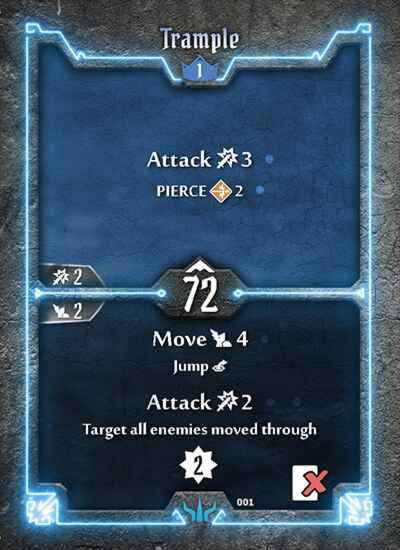 Trample
1
Attack 3
PIERCE 2
2
72
2
Move 4
Jump
Attack 2
Target all enemies moved through
2
001